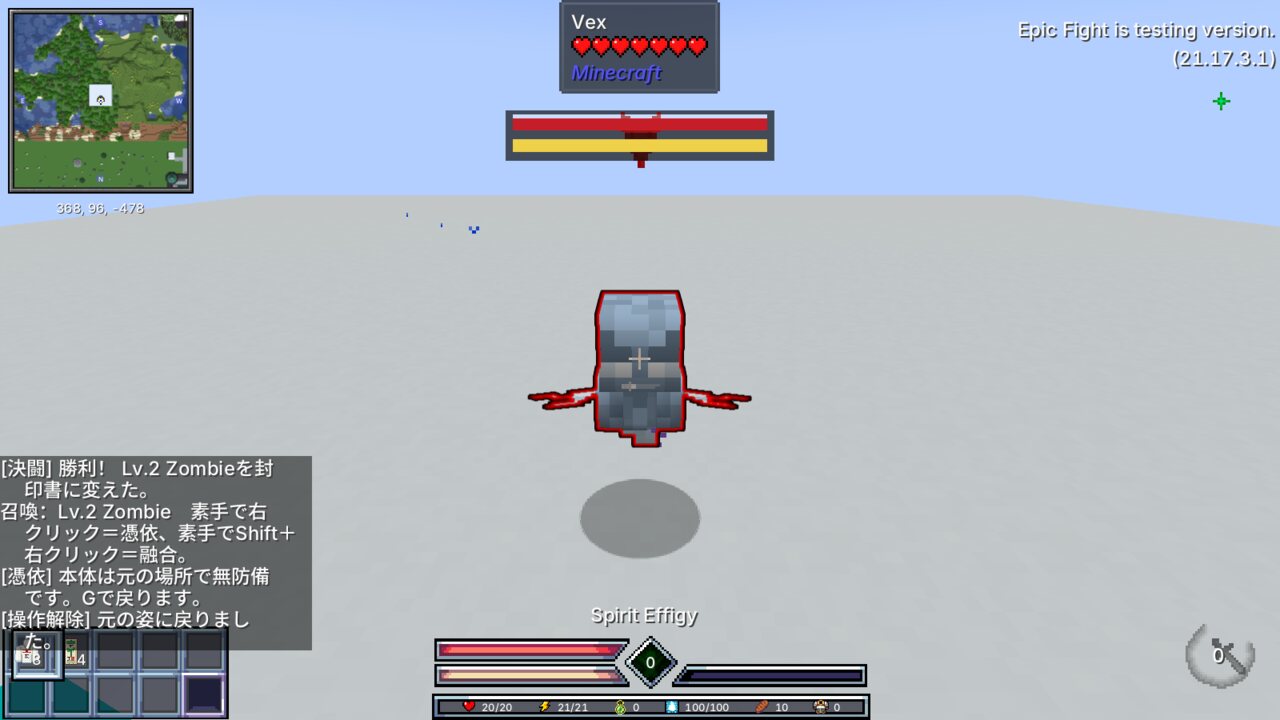 Vex
Minecraft
Epic Fight is testing version.
(21.17.3.1)
S
E
W
N
368, 96, -478
[決闘] 勝利！ Lv.2 Zombieを封
印書に変えた。
召喚：Lv.2 Zombie　素手で右
クリック＝憑依、素手でShift＋
右クリック＝融合。
[憑依] 本体は元の場所で無防備
です。Gで戻ります。
[操作解除] 元の姿に戻りまし
た。
3
4
Spirit Effigy
0
20/20
21/21
0
100/100
10
0
0